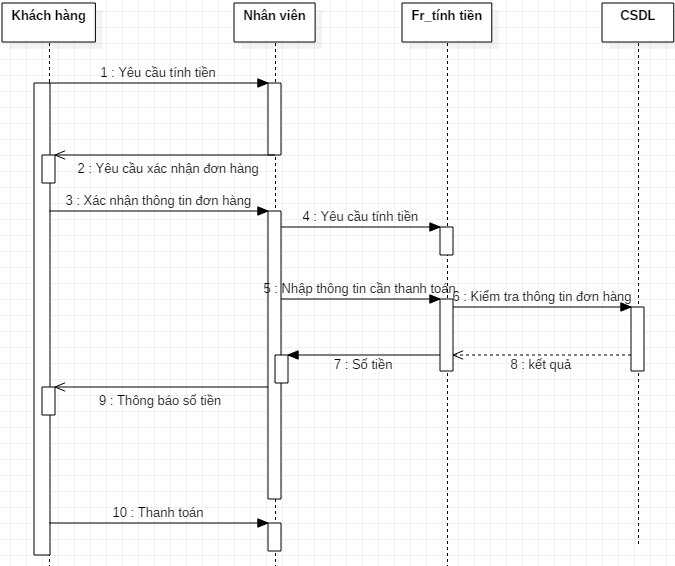 Khách hàng
Nhân viên
Fr_tính tiền
CSDL
1 : Yêu cầu tính tiền
2 : Yêu cầu xác nhận đơn hàng
3 : Xác nhận thông tin đơn hàng
4 : Yêu cầu tính tiền
5 : Nhập thông tin cần thanh toán
6 : Kiểm tra thông tin đơn hàng
7 : Số tiền
8 : kết quả
9 : Thông báo số tiền
10 : Thanh toán